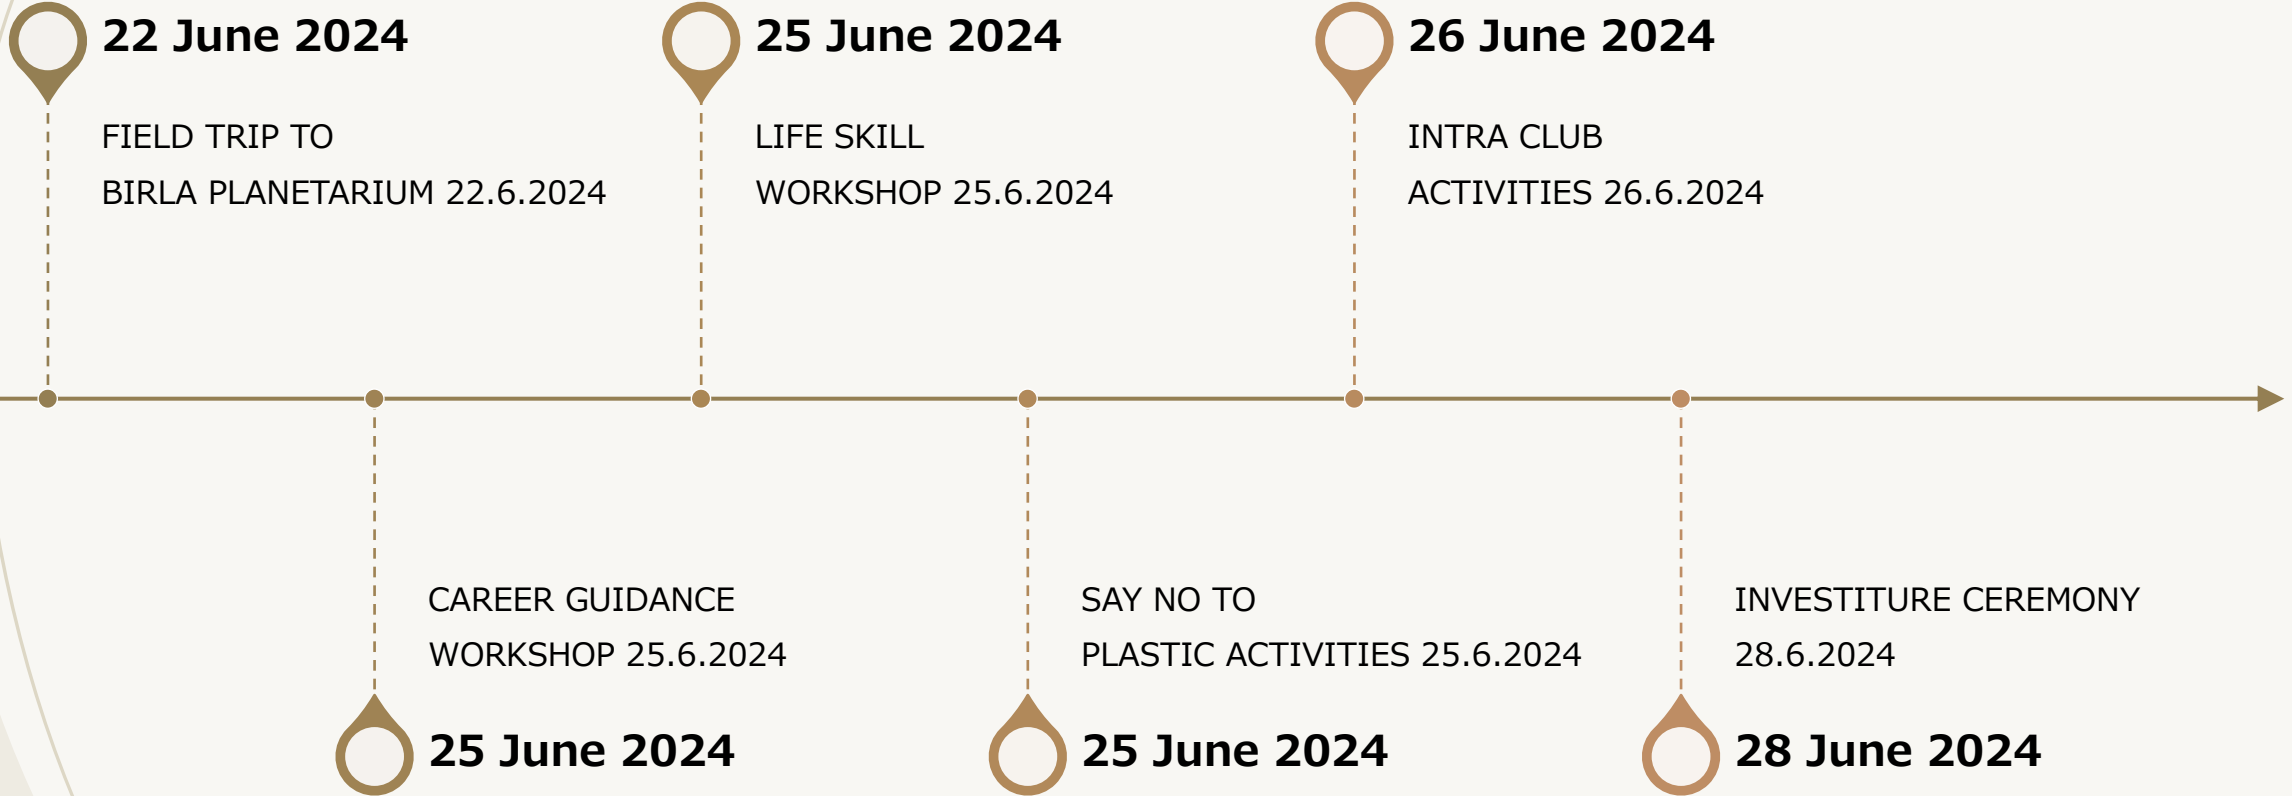 22 June 2024
FIELD TRIP TO
BIRLA PLANETARIUM 22.6.2024
CAREER GUIDANCE
WORKSHOP 25.6.2024
25 June 2024
25 June 2024
LIFE SKILL
WORKSHOP 25.6.2024
SAY NO TO
PLASTIC ACTIVITIES 25.6.2024
25 June 2024
26 June 2024
INTRA CLUB
ACTIVITIES 26.6.2024
INVESTITURE CEREMONY
28.6.2024
28 June 2024